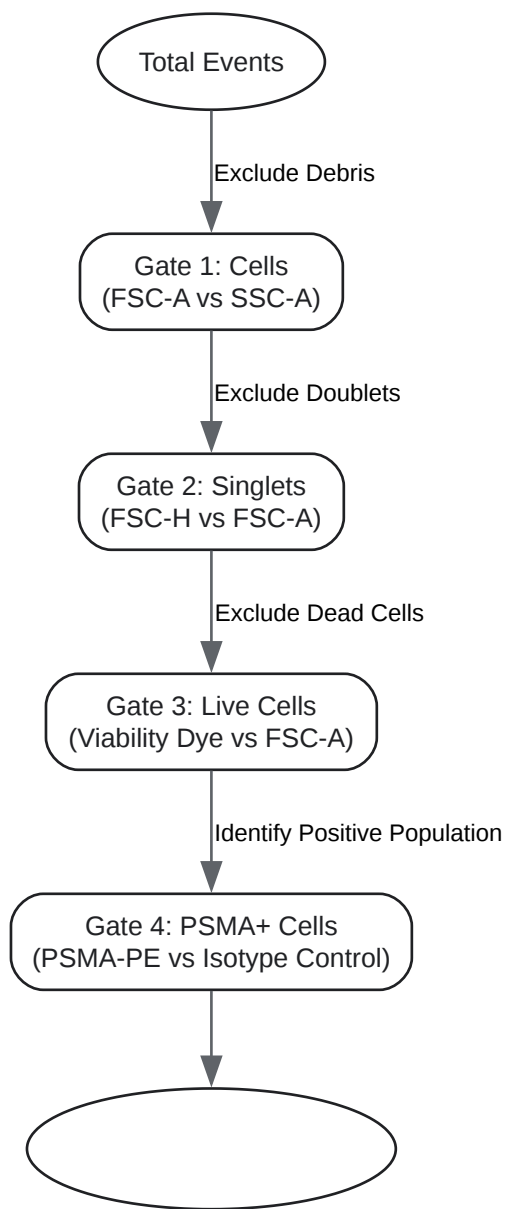 Total Events
Exclude Debris
Gate 1: Cells
(FSC-A vs SSC-A)
Exclude Doublets
Gate 2: Singlets
(FSC-H vs FSC-A)
Exclude Dead Cells
Gate 3: Live Cells
(Viability Dye vs FSC-A)
Identify Positive Population
Gate 4: PSMA+ Cells
(PSMA-PE vs Isotype Control)